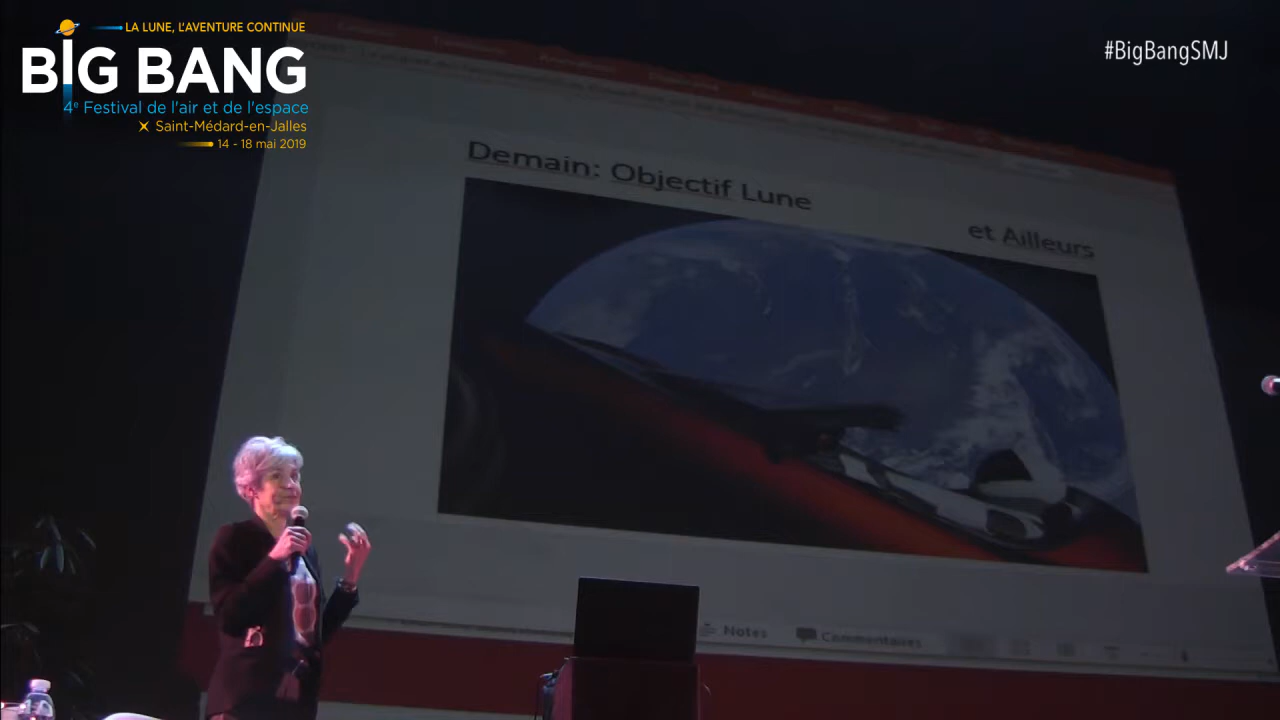 LA LUNE, L'AVENTURE CONTINUE
BIG BANG
4e Festival de l'air et de l'espace
Saint-Médard-en-Jalles
14 - 18 mai 2019
#BigBangSMJ
Demain: Objectif Lune
et Ailleurs
Notes
Commentaires